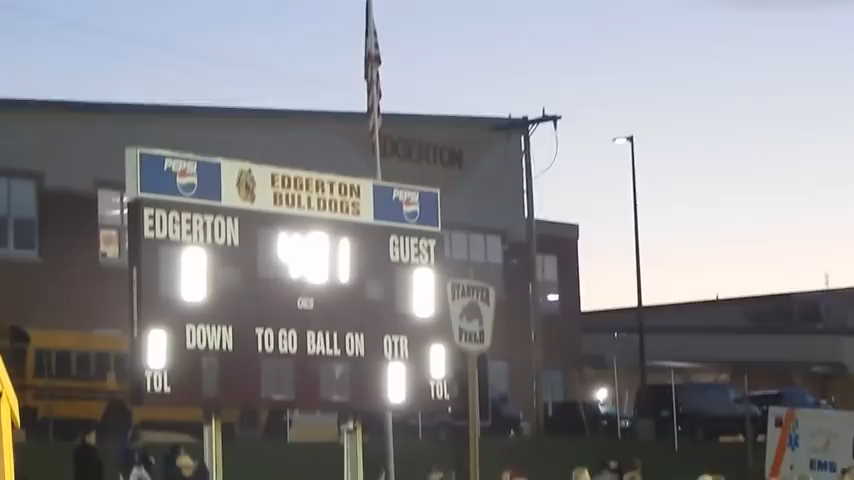 EDGERTON
PEPSI
EDGERTON
BULLDOGS
PEPSI
EDGERTON
GUEST
DOWN
TO GO
BALL ON
QTR
TOL
TOL
STAUFFER
FIELD
EMS